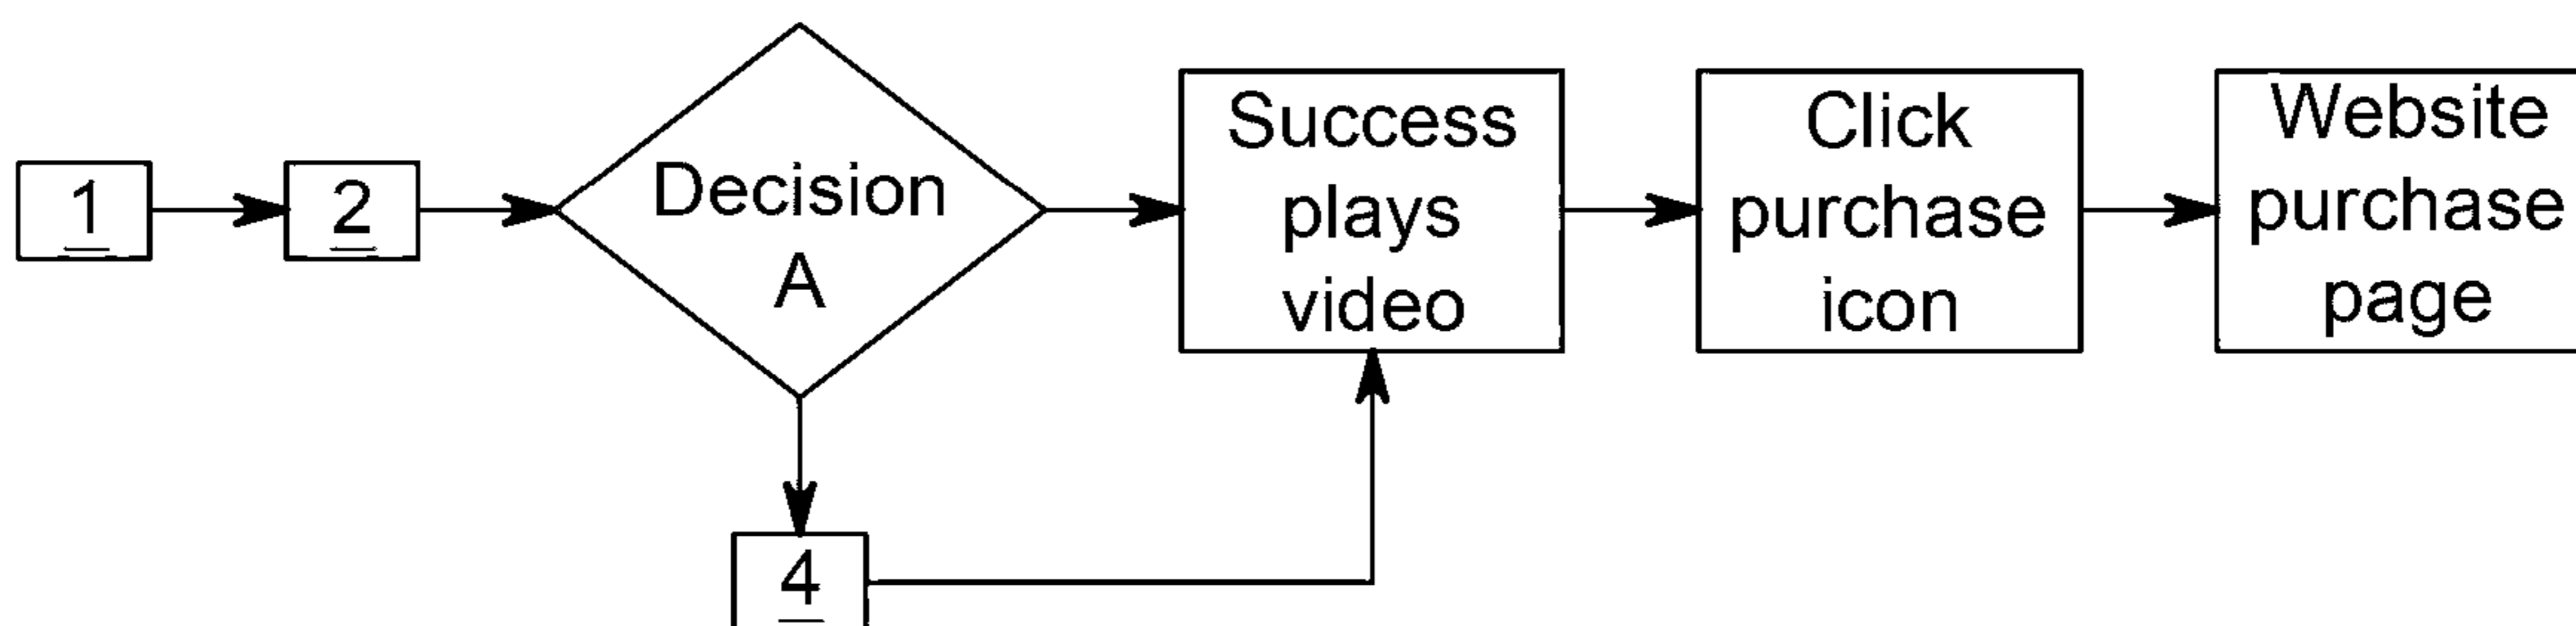 1
2
Decision
A
Success
plays
video
Click
purchase
icon
Website
purchase
page
4